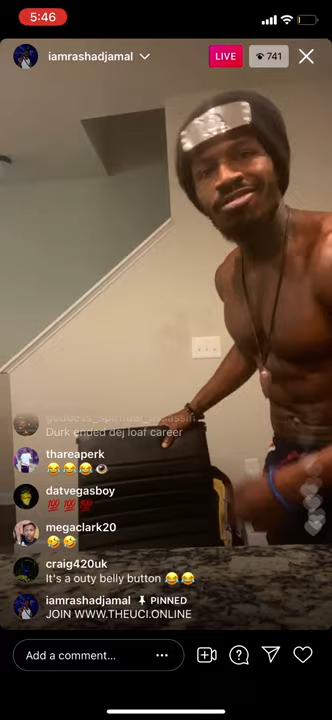 5:46
iamrashadjamal
LIVE
741
goddess_spiritual_assassin
Durk ended dej loaf career
thareaperk
😂😂😂👁
datvegasboy
💯💯💯
megaclark20
🤣🤣
craig420uk
It's a outy belly button 😂😂
iamrashadjamal PINNED
JOIN WWW.THEUCI.ONLINE
Add a comment...